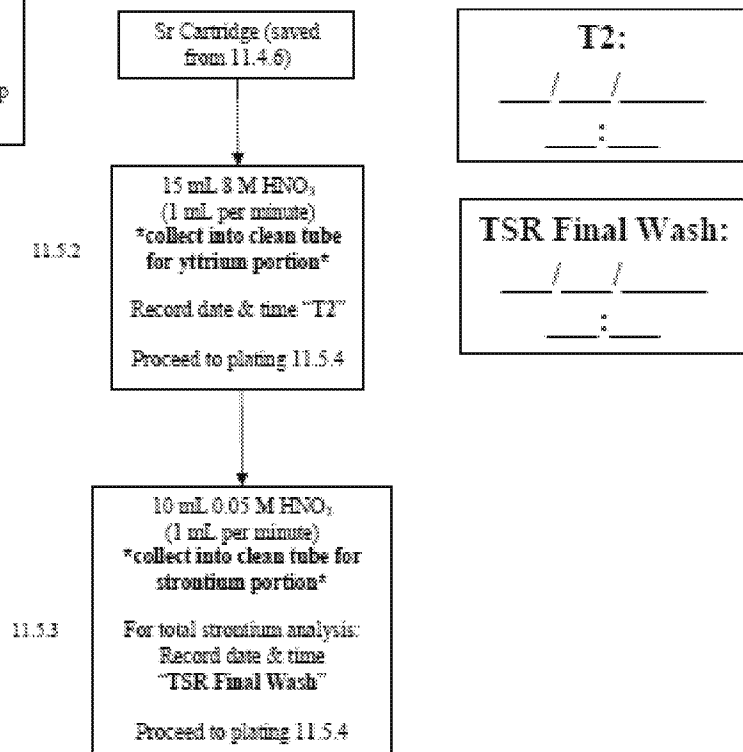 p
Sr Cartridge (saved
from 11.4.6)
11.5.2
15 mL 8 M HNO₃
(1 mL per minute)
*collect into clean tube
for yttrium portion*
Record date & time "T2"
Proceed to plating 11.5.4
11.5.3
10 mL 0.05 M HNO₃
(1 mL per minute)
*collect into clean tube for
strontium portion*
For total strontium analysis:
Record date & time
"TSR Final Wash"
Proceed to plating 11.5.4
T2:
___/___/_____
___:___
TSR Final Wash:
___/___/_____
___:___